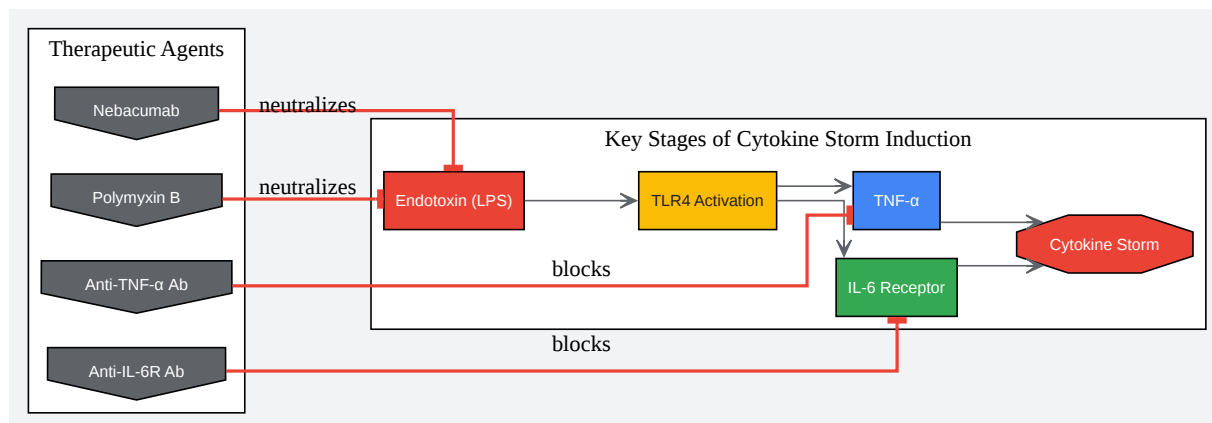 Therapeutic Agents
Nebacumab
neutralizes
Polymyxin B
neutralizes
Anti-TNF-α Ab
blocks
Anti-IL-6R Ab
blocks
Key Stages of Cytokine Storm Induction
Endotoxin (LPS)
TLR4 Activation
TNF-α
IL-6 Receptor
Cytokine Storm